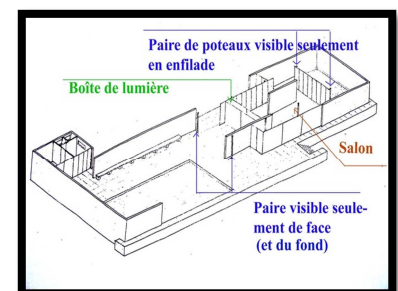 Paire de poteaux visible seulement
en enfilade
Boîte de lumière
Salon
Paire visible seule-
ment de face
(et du fond)